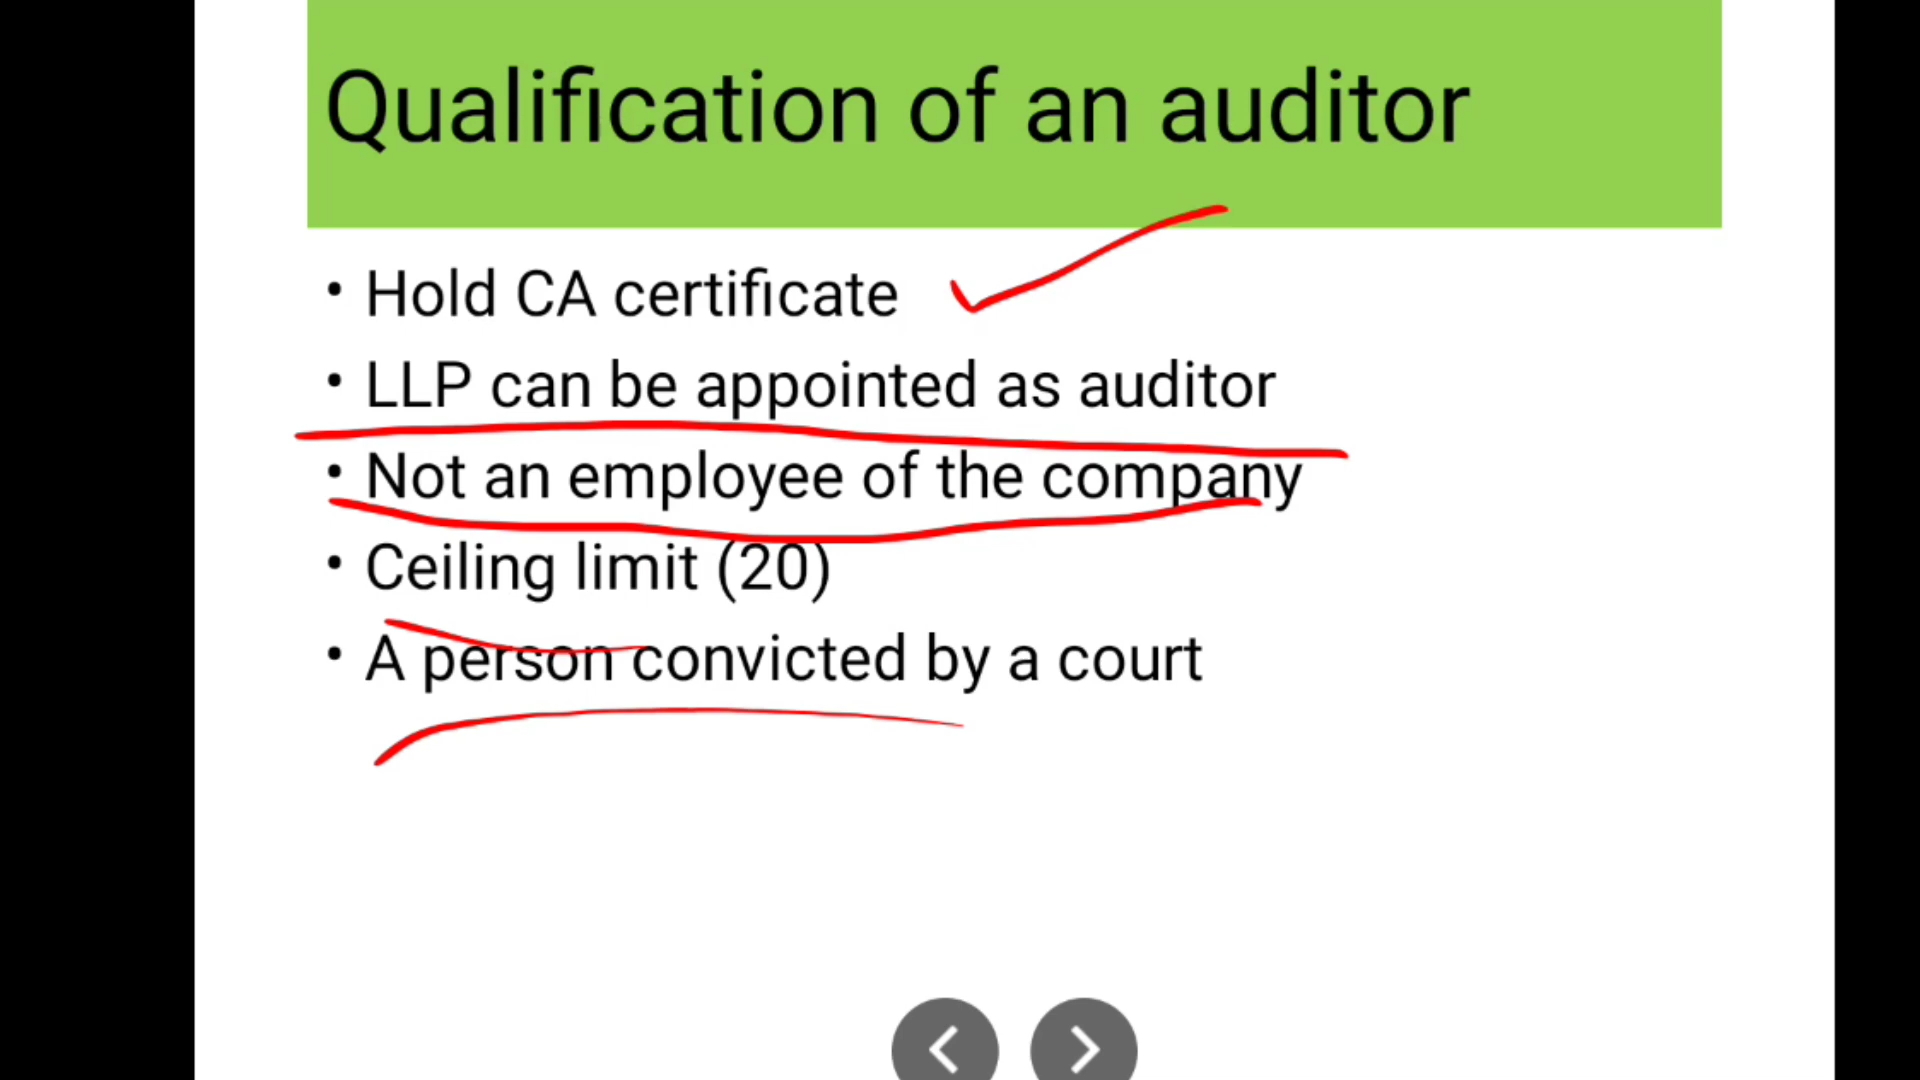 Qualification of an auditor
• Hold CA certificate
• LLP can be appointed as auditor
• Not an employee of the company
• Ceiling limit (20)
• A person convicted by a court